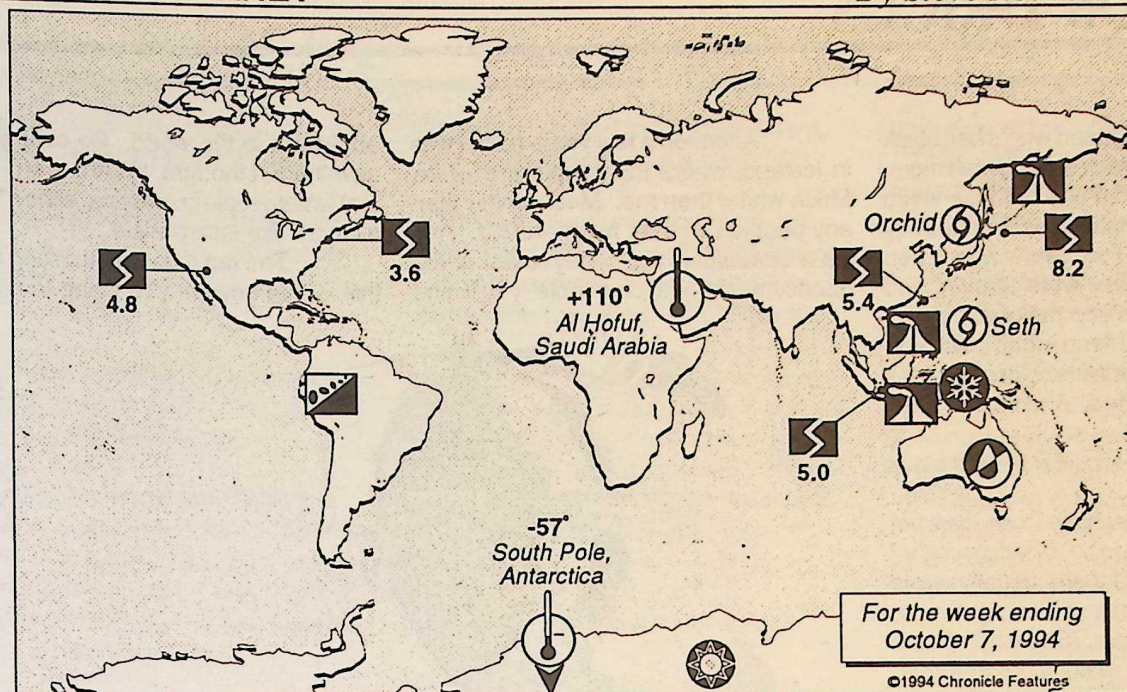 Orchid
8.2
3.6
4.8
5.4
+110°
Al Hofuf,
Saudi Arabia
Seth
5.0
-57°
South Pole,
Antarctica
For the week ending
October 7, 1994
©1994 Chronicle Features